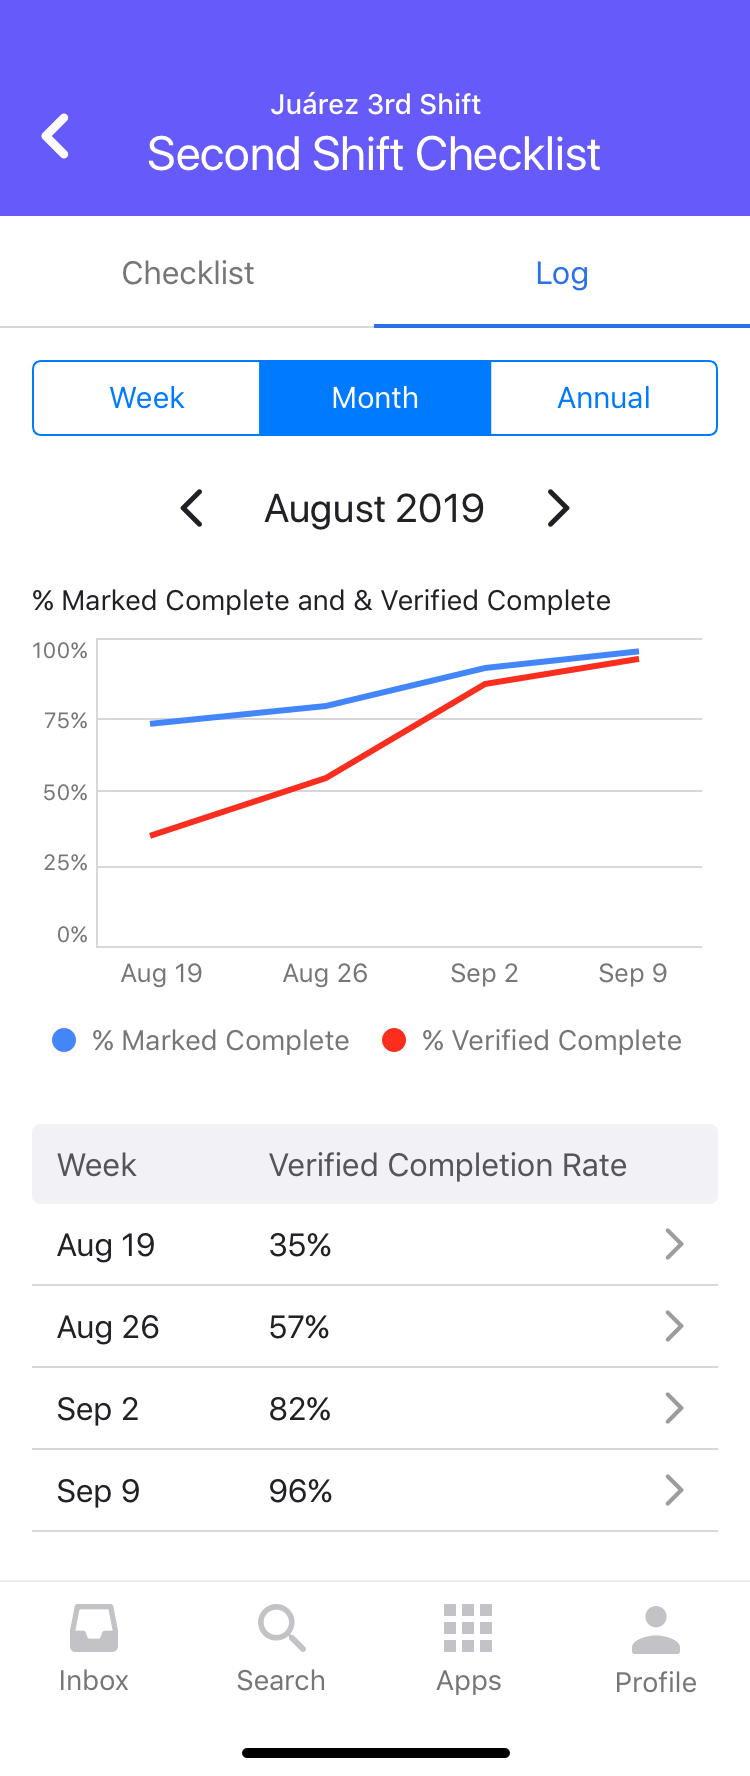 Juárez 3rd Shift
Second Shift Checklist
Checklist Log
Week Month Annual
August 2019
% Marked Complete and & Verified Complete
100%
75%
50%
25%
0%
Aug 19 Aug 26 Sep 2 Sep 9
% Marked Complete % Verified Complete
Week Verified Completion Rate
Aug 19 35%
Aug 26 57%
Sep 2 82%
Sep 9 96%
Inbox Search Apps Profile